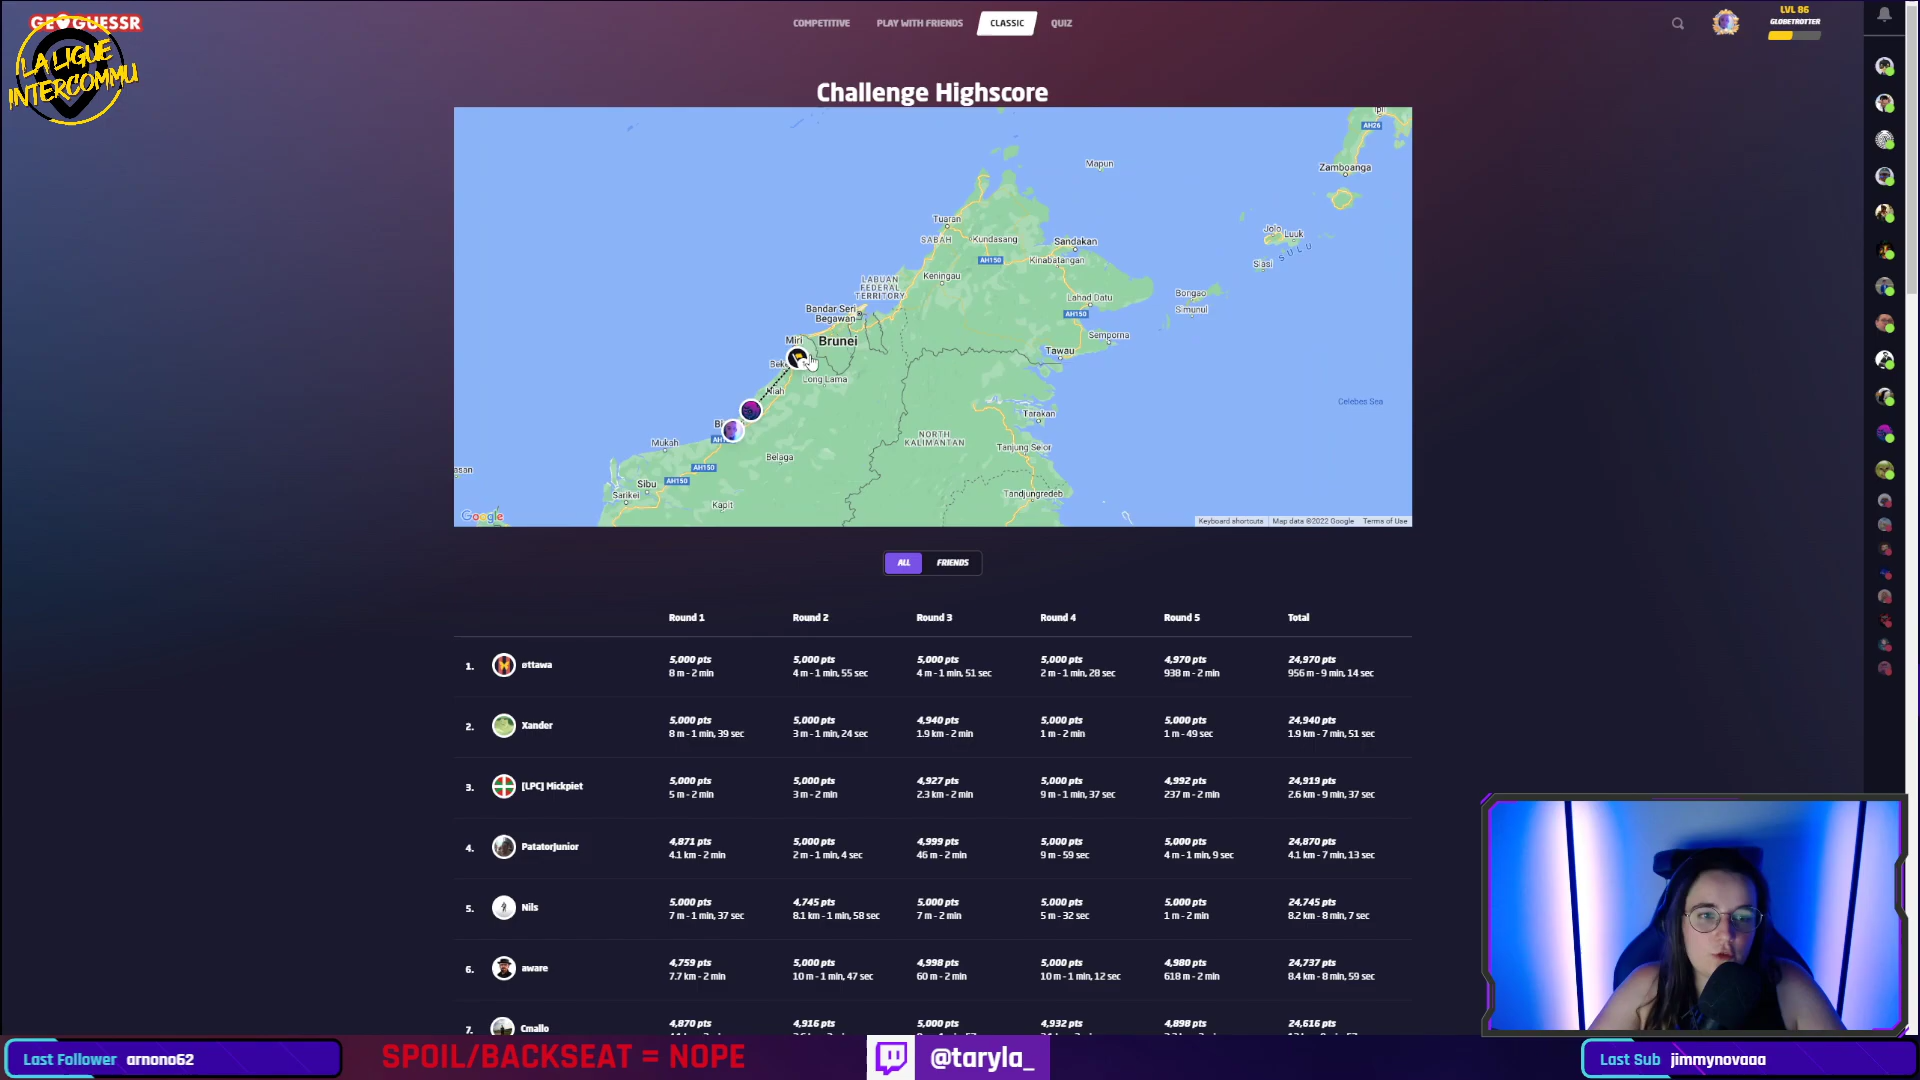 GEOGUESSR
LA LIGUE
INTERCOMMU
COMPETITIVE
PLAY WITH FRIENDS
CLASSIC
QUIZ
LVL 86
GLOBETROTTER
Challenge Highscore
AH26
Mapun
Zamboanga
Tuaran
SABAH
Kundasang
Sandakan
Jolo
Luuk
SULU
AH150
Kinabatangan
Siasi
Keningau
LABUAN
FEDERAL
TERRITORY
Lahad Datu
Bongao
Simunul
Bandar Seri
Begawan
AH150
Miri
Brunei
Semporna
Tawau
Long Lama
Niah
Celebes Sea
Tarakan
Mukah
NORTH
KALIMANTAN
Tanjung Selor
Belaga
AH150
Sibu
AH150
Sarikei
Tandjungredeb
Kapit
Google
Keyboard shortcuts
Map data ©2022 Google
Terms of Use
ALL
FRIENDS
Round 1 Round 2 Round 3 Round 4 Round 5 Total
1. øttawa
5,000 pts 5,000 pts 5,000 pts 5,000 pts 4,970 pts 24,970 pts
8 m - 2 min 4 m - 1 min, 55 sec 4 m - 1 min, 51 sec 2 m - 1 min, 28 sec 938 m - 2 min 956 m - 9 min, 14 sec
2. Xander
5,000 pts 5,000 pts 4,940 pts 5,000 pts 5,000 pts 24,940 pts
8 m - 1 min, 39 sec 3 m - 1 min, 24 sec 1.9 km - 2 min 1 m - 2 min 1 m - 49 sec 1.9 km - 7 min, 51 sec
3. [LPC] Mickpiet
5,000 pts 5,000 pts 4,927 pts 5,000 pts 4,992 pts 24,919 pts
5 m - 2 min 3 m - 2 min 2.3 km - 2 min 9 m - 1 min, 37 sec 237 m - 2 min 2.6 km - 9 min, 37 sec
4. PatatorJunior
4,871 pts 5,000 pts 4,999 pts 5,000 pts 5,000 pts 24,870 pts
4.1 km - 2 min 2 m - 1 min, 4 sec 46 m - 2 min 9 m - 59 sec 4 m - 1 min, 9 sec 4.1 km - 7 min, 13 sec
5. Nils
5,000 pts 4,745 pts 5,000 pts 5,000 pts 5,000 pts 24,745 pts
7 m - 1 min, 37 sec 8.1 km - 1 min, 58 sec 7 m - 2 min 5 m - 32 sec 1 m - 2 min 8.2 km - 8 min, 7 sec
6. aware
4,759 pts 5,000 pts 4,998 pts 5,000 pts 4,980 pts 24,737 pts
7.7 km - 2 min 10 m - 1 min, 47 sec 60 m - 2 min 10 m - 1 min, 12 sec 618 m - 2 min 8.4 km - 8 min, 59 sec
7. Cmallo
4,870 pts 4,916 pts 5,000 pts 4,932 pts 4,898 pts 24,616 pts
Last Follower arnono62
SPOIL/BACKSEAT = NOPE
@taryla_
Last Sub jimmynovaaa